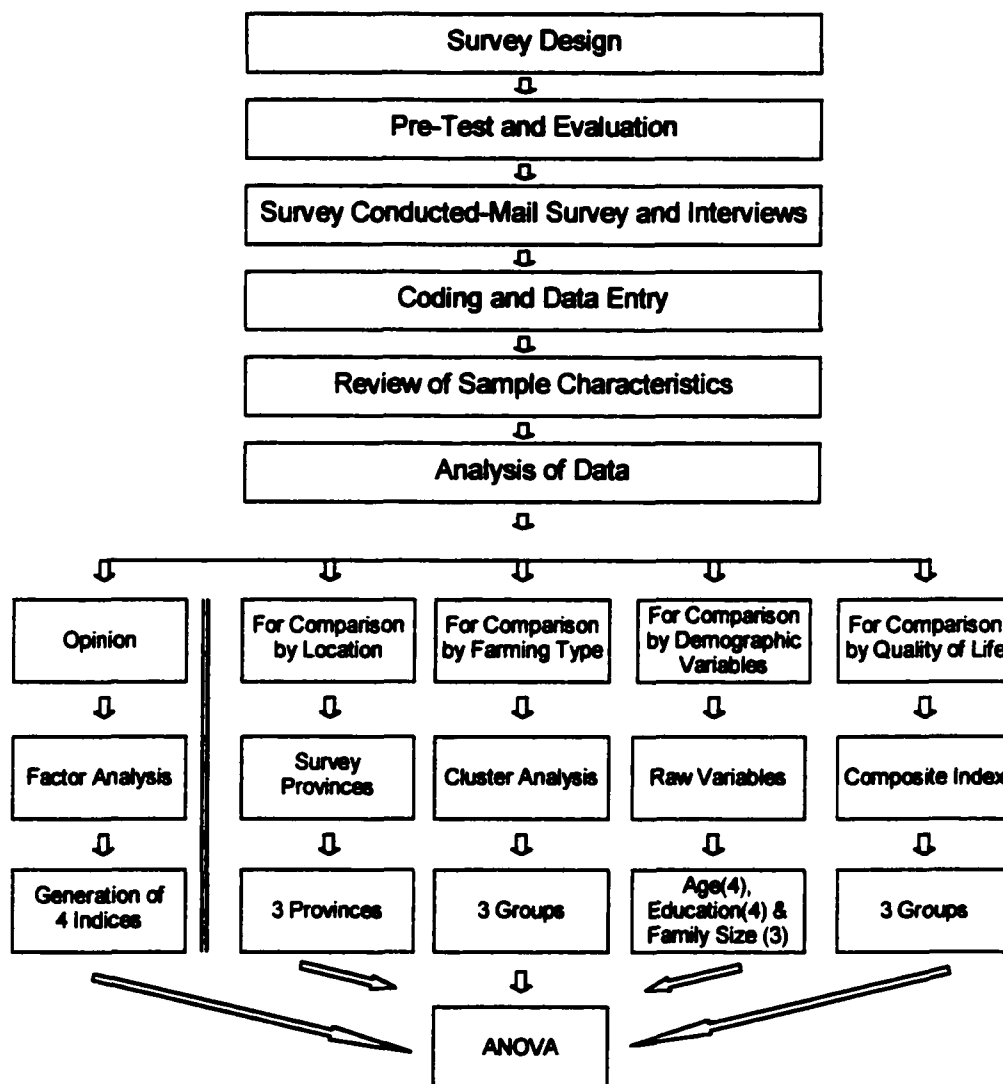 Survey Design
Pre-Test and Evaluation
Survey Conducted-Mail Survey and Interviews
Coding and Data Entry
Review of Sample Characteristics
Analysis of Data
Opinion
For Comparison
by Location
For Comparison
by Farming Type
For Comparison
by Demographic
Variables
For Comparison
by Quality of Life
Factor Analysis
Survey
Provinces
Cluster Analysis
Raw Variables
Composite Index
Generation of
4 Indices
3 Provinces
3 Groups
Age(4),
Education(4) &
Family Size (3)
3 Groups
ANOVA